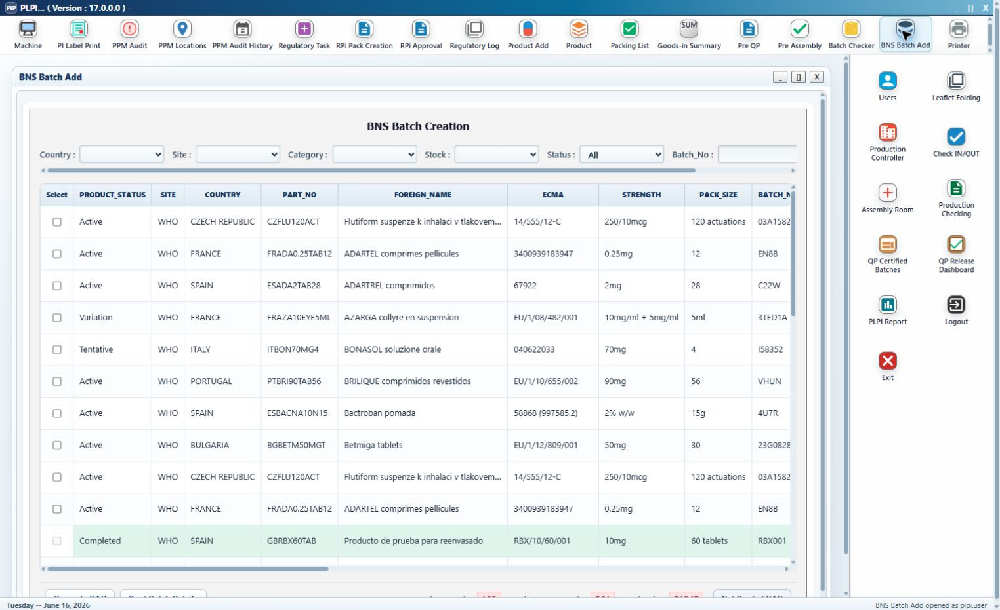 PiP PLPI... ( Version : 17.0.0.0 ) -
_ [] X
Machine
PI Label Print
PPM Audit
PPM Locations
PPM Audit History
Regulatory Task
RPi Pack Creation
RPi Approval
Regulatory Log
Product Add
Product
Packing List
SUM
Goods-in Summary
Pre QP
Pre Assembly
Batch Checker
BNS Batch Add
Printer
BNS Batch Add
_ [] X
BNS Batch Creation
Country : Site : Category : Stock : Status : All Batch_No :
Select PRODUCT_STATUS SITE COUNTRY PART_NO FOREIGN_NAME ECMA STRENGTH PACK_SIZE
Active WHO CZECH REPUBLIC CZFLU120ACT Flutiform suspenze k inhalaci v tlakovem... 14/555/12-C 250/10mcg 120 actuations 03A1582
Active WHO FRANCE FRADA0.25TAB12 ADARTEL comprimes pellicules 3400939183947 0.25mg 12 EN8B
Active WHO SPAIN ESADA2TAB28 ADARTREL comprimidos 67922 2mg 28 C22W
Variation WHO FRANCE FRAZA10EYE5ML AZARGA collyre en suspension EU/1/08/482/001 10mg/ml + 5mg/ml 5ml 3TED1A
Tentative WHO ITALY ITBON70MG4 BONASOL soluzione orale 040622033 70mg 4 I58352
Active WHO PORTUGAL PTBRI90TAB56 BRILIQUE comprimidos revestidos EU/1/10/655/002 90mg 56 VHUN
Active WHO SPAIN ESBACNA10N15 Bactroban pomada 58868 (997585.2) 2% w/w 15g 4U7R
Active WHO BULGARIA BGBETM50MGT Betmiga tablets EU/1/12/809/001 50mg 30 23G0828
Active WHO CZECH REPUBLIC CZFLU120ACT Flutiform suspenze k inhalaci v tlakovem... 14/555/12-C 250/10mcg 120 actuations 03A1582
Active WHO FRANCE FRADA0.25TAB12 ADARTEL comprimes pellicules 3400939183947 0.25mg 12 EN8B
Completed WHO SPAIN GBRBX60TAB Producto de prueba para reenvasado RBX/10/60/001 10mg 60 tablets RBX001
Users
Leaflet Folding
Production
Controller
Check IN/OUT
Assembly Room
Production
Checking
QP Certified
Batches
QP Release
Dashboard
PLPI Report
Logout
Exit
Tuesday -- June 16, 2026
BNS Batch Add opened as plpi.user